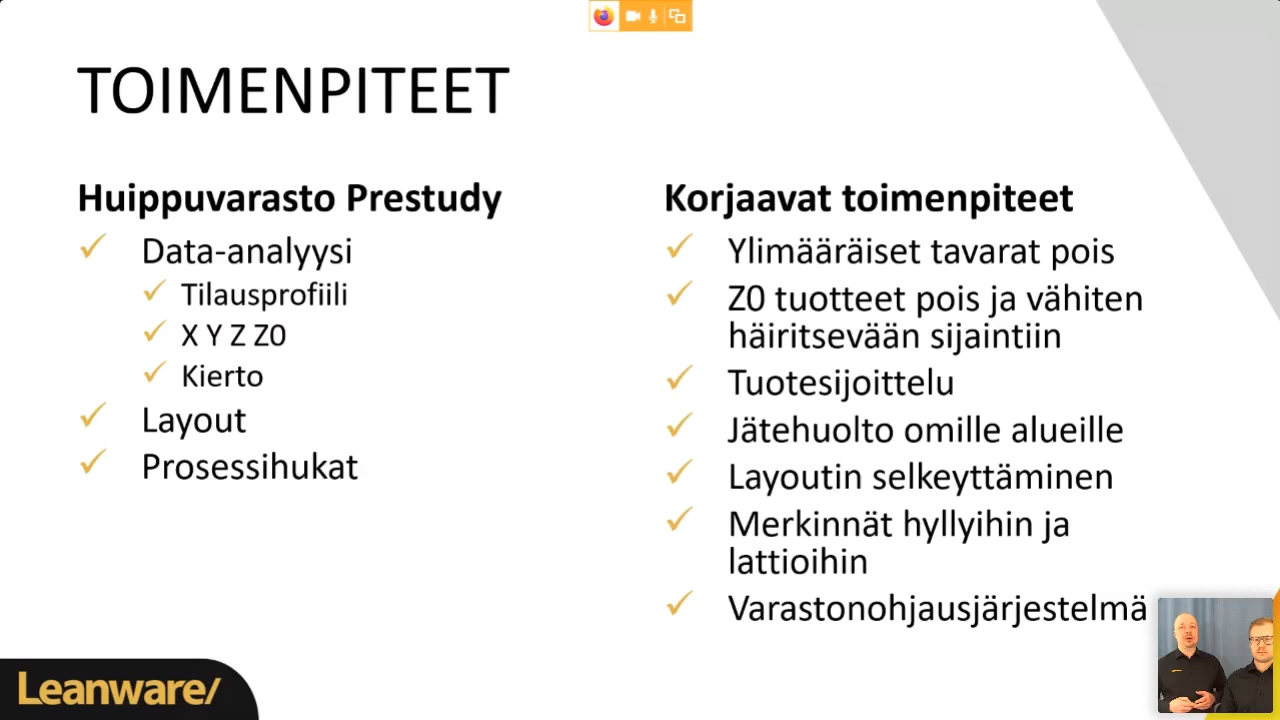 TOIMENPITEET
Huippuvarasto Prestudy
Data-analyysi
Tilausprofiili
X Y Z Z0
Kierto
Layout
Prosessihukat
Korjaavat toimenpiteet
Ylimääräiset tavarat pois
Z0 tuotteet pois ja vähiten
häiritsevään sijaintiin
Tuotesijoittelu
Jätehuolto omille alueille
Layoutin selkeyttäminen
Merkinnät hyllyihin ja
lattioihin
Varastonohjausjärjestelmä
Leanware/